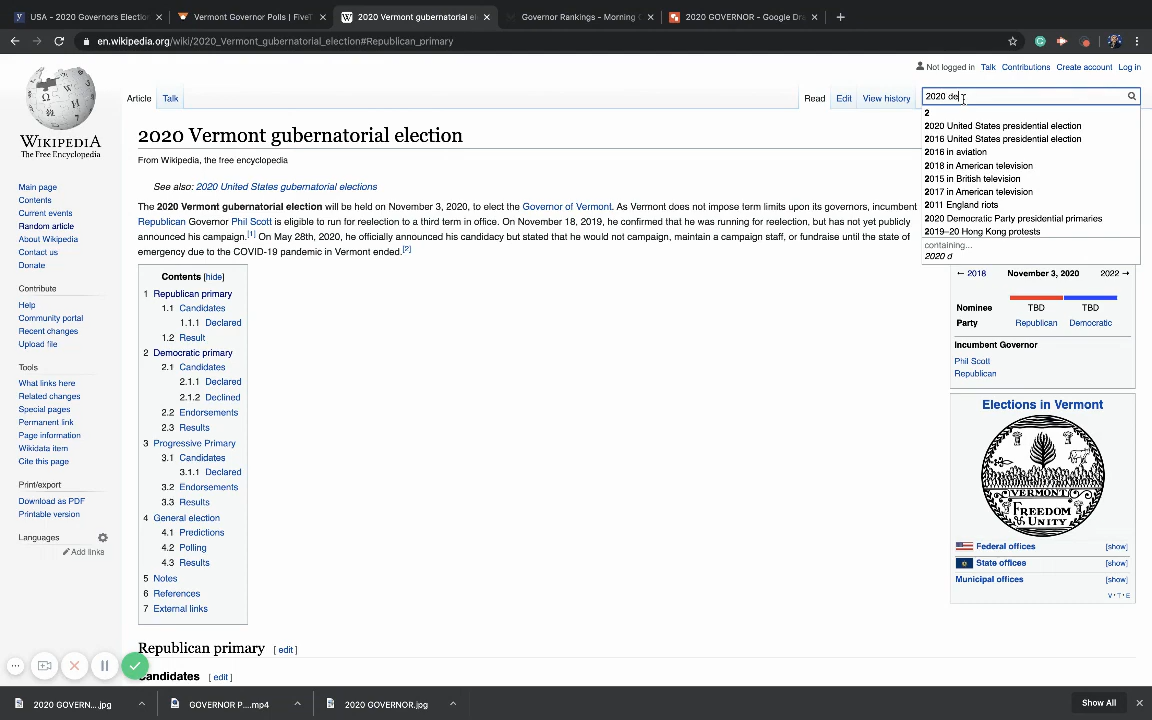 USA - 2020 Governors Election
Vermont Governor Polls | Five
2020 Vermont gubernatorial el
Governor Rankings - Morning C
2020 GOVERNOR - Google Dra
en.wikipedia.org/wiki/2020_Vermont_gubernatorial_election#Republican_primary
Not logged in Talk Contributions Create account Log in
Article Talk Read Edit View history
2020 de
2
2020 United States presidential election
2016 United States presidential election
2016 in aviation
2018 in American television
2015 in British television
2017 in American television
2011 England riots
2020 Democratic Party presidential primaries
2019–20 Hong Kong protests
containing...
2020 d
WIKIPEDIA
The Free Encyclopedia
Main page
Contents
Current events
Random article
About Wikipedia
Contact us
Donate
Contribute
Help
Community portal
Recent changes
Upload file
Tools
What links here
Related changes
Special pages
Permanent link
Page information
Wikidata item
Cite this page
Print/export
Download as PDF
Printable version
Languages
Add links
2020 Vermont gubernatorial election
From Wikipedia, the free encyclopedia
See also: 2020 United States gubernatorial elections
The 2020 Vermont gubernatorial election will be held on November 3, 2020, to elect the Governor of Vermont. As Vermont does not impose term limits upon its governors, incumbent
Republican Governor Phil Scott is eligible to run for reelection to a third term in office. On November 18, 2019, he confirmed that he was running for reelection, but has not yet publicly
announced his campaign.[1] On May 28th, 2020, he officially announced his candidacy but stated that he would not campaign, maintain a campaign staff, or fundraise until the state of
emergency due to the COVID-19 pandemic in Vermont ended.[2]
Contents [hide]
1 Republican primary
1.1 Candidates
1.1.1 Declared
1.2 Result
2 Democratic primary
2.1 Candidates
2.1.1 Declared
2.1.2 Declined
2.2 Endorsements
2.3 Results
3 Progressive Primary
3.1 Candidates
3.1.1 Declared
3.2 Endorsements
3.3 Results
4 General election
4.1 Predictions
4.2 Polling
4.3 Results
5 Notes
6 References
7 External links
← 2018 November 3, 2020 2022 →
Nominee TBD TBD
Party Republican Democratic
Incumbent Governor
Phil Scott
Republican
Elections in Vermont
VERMONT
FREEDOM
UNITY
Federal offices [show]
State offices [show]
Municipal offices [show]
V·T·E
Republican primary [ edit ]
Candidates [ edit ]
2020 GOVERN....jpg
GOVERNOR P....mp4
2020 GOVERNOR.jpg
Show All